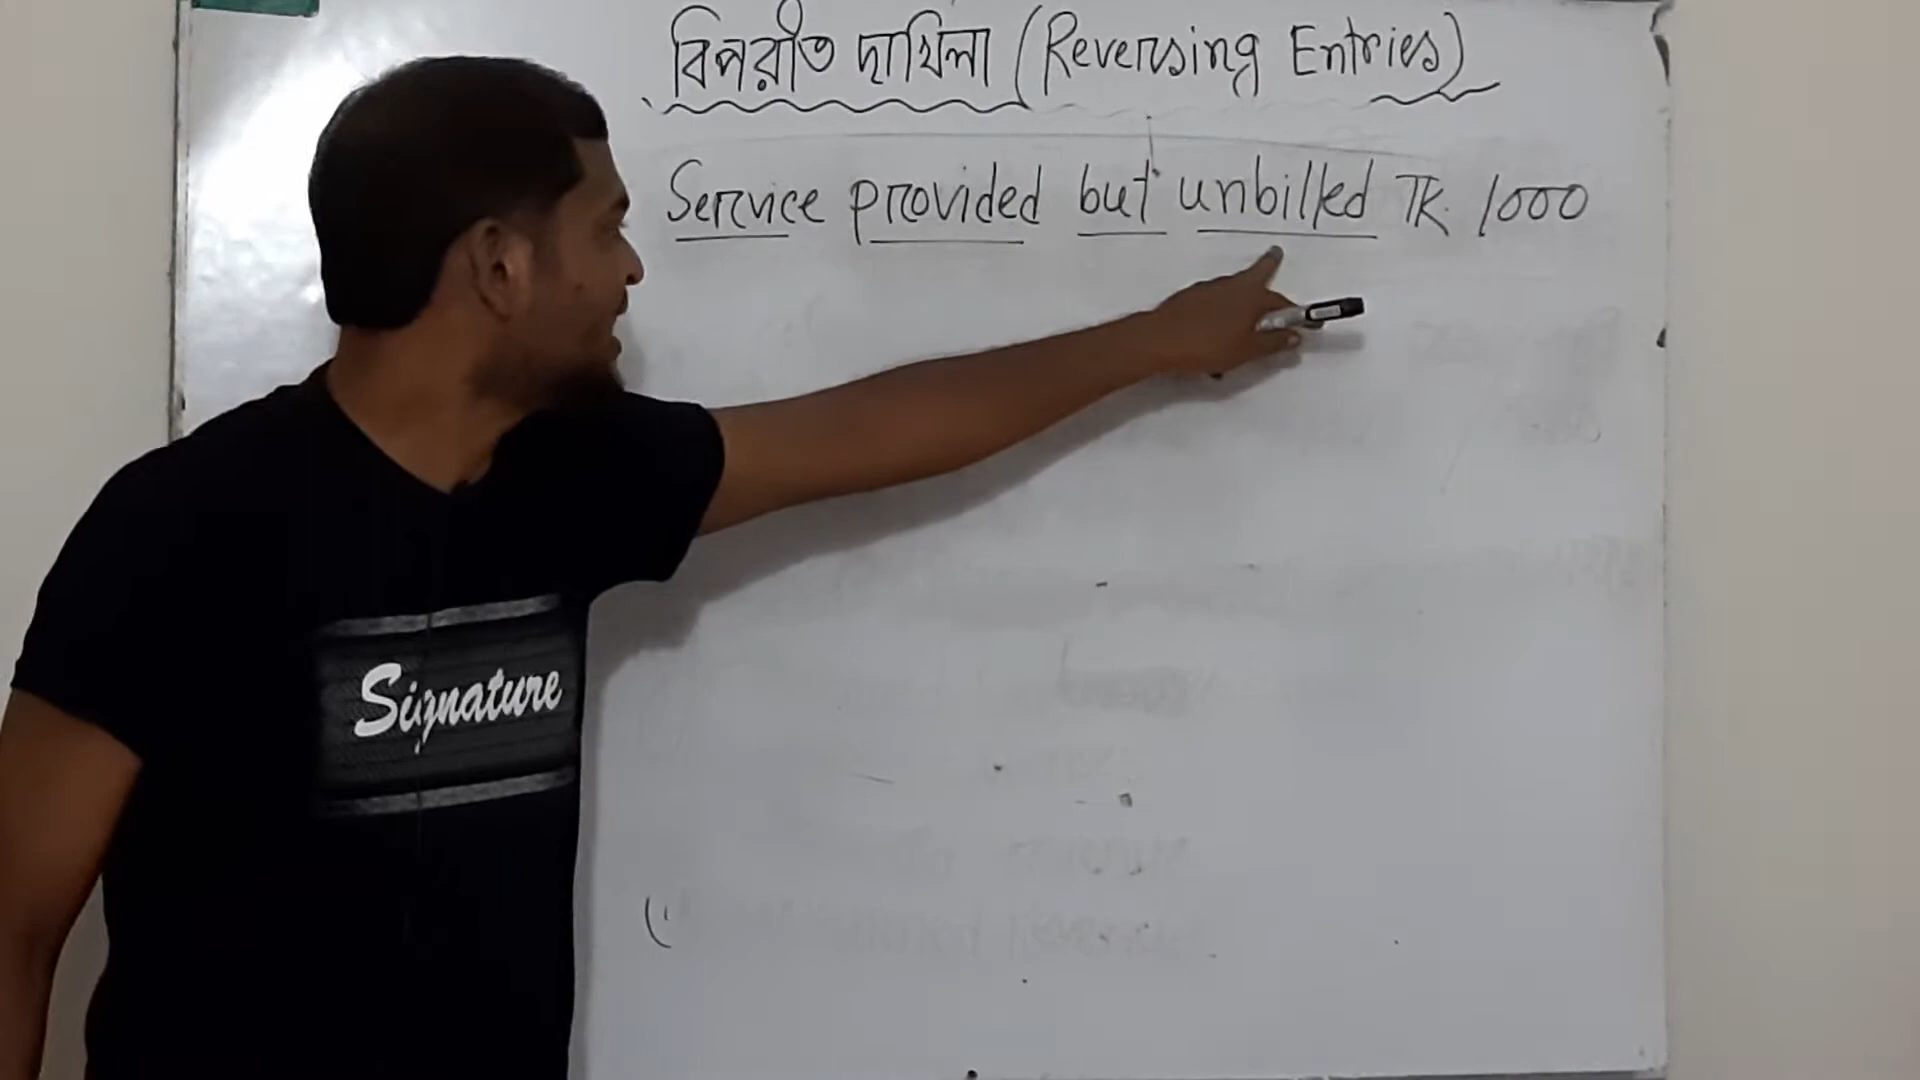 বিপরীত দাখিলা (Reversing Entries)
Service provided but unbilled TK. 1000
Signature